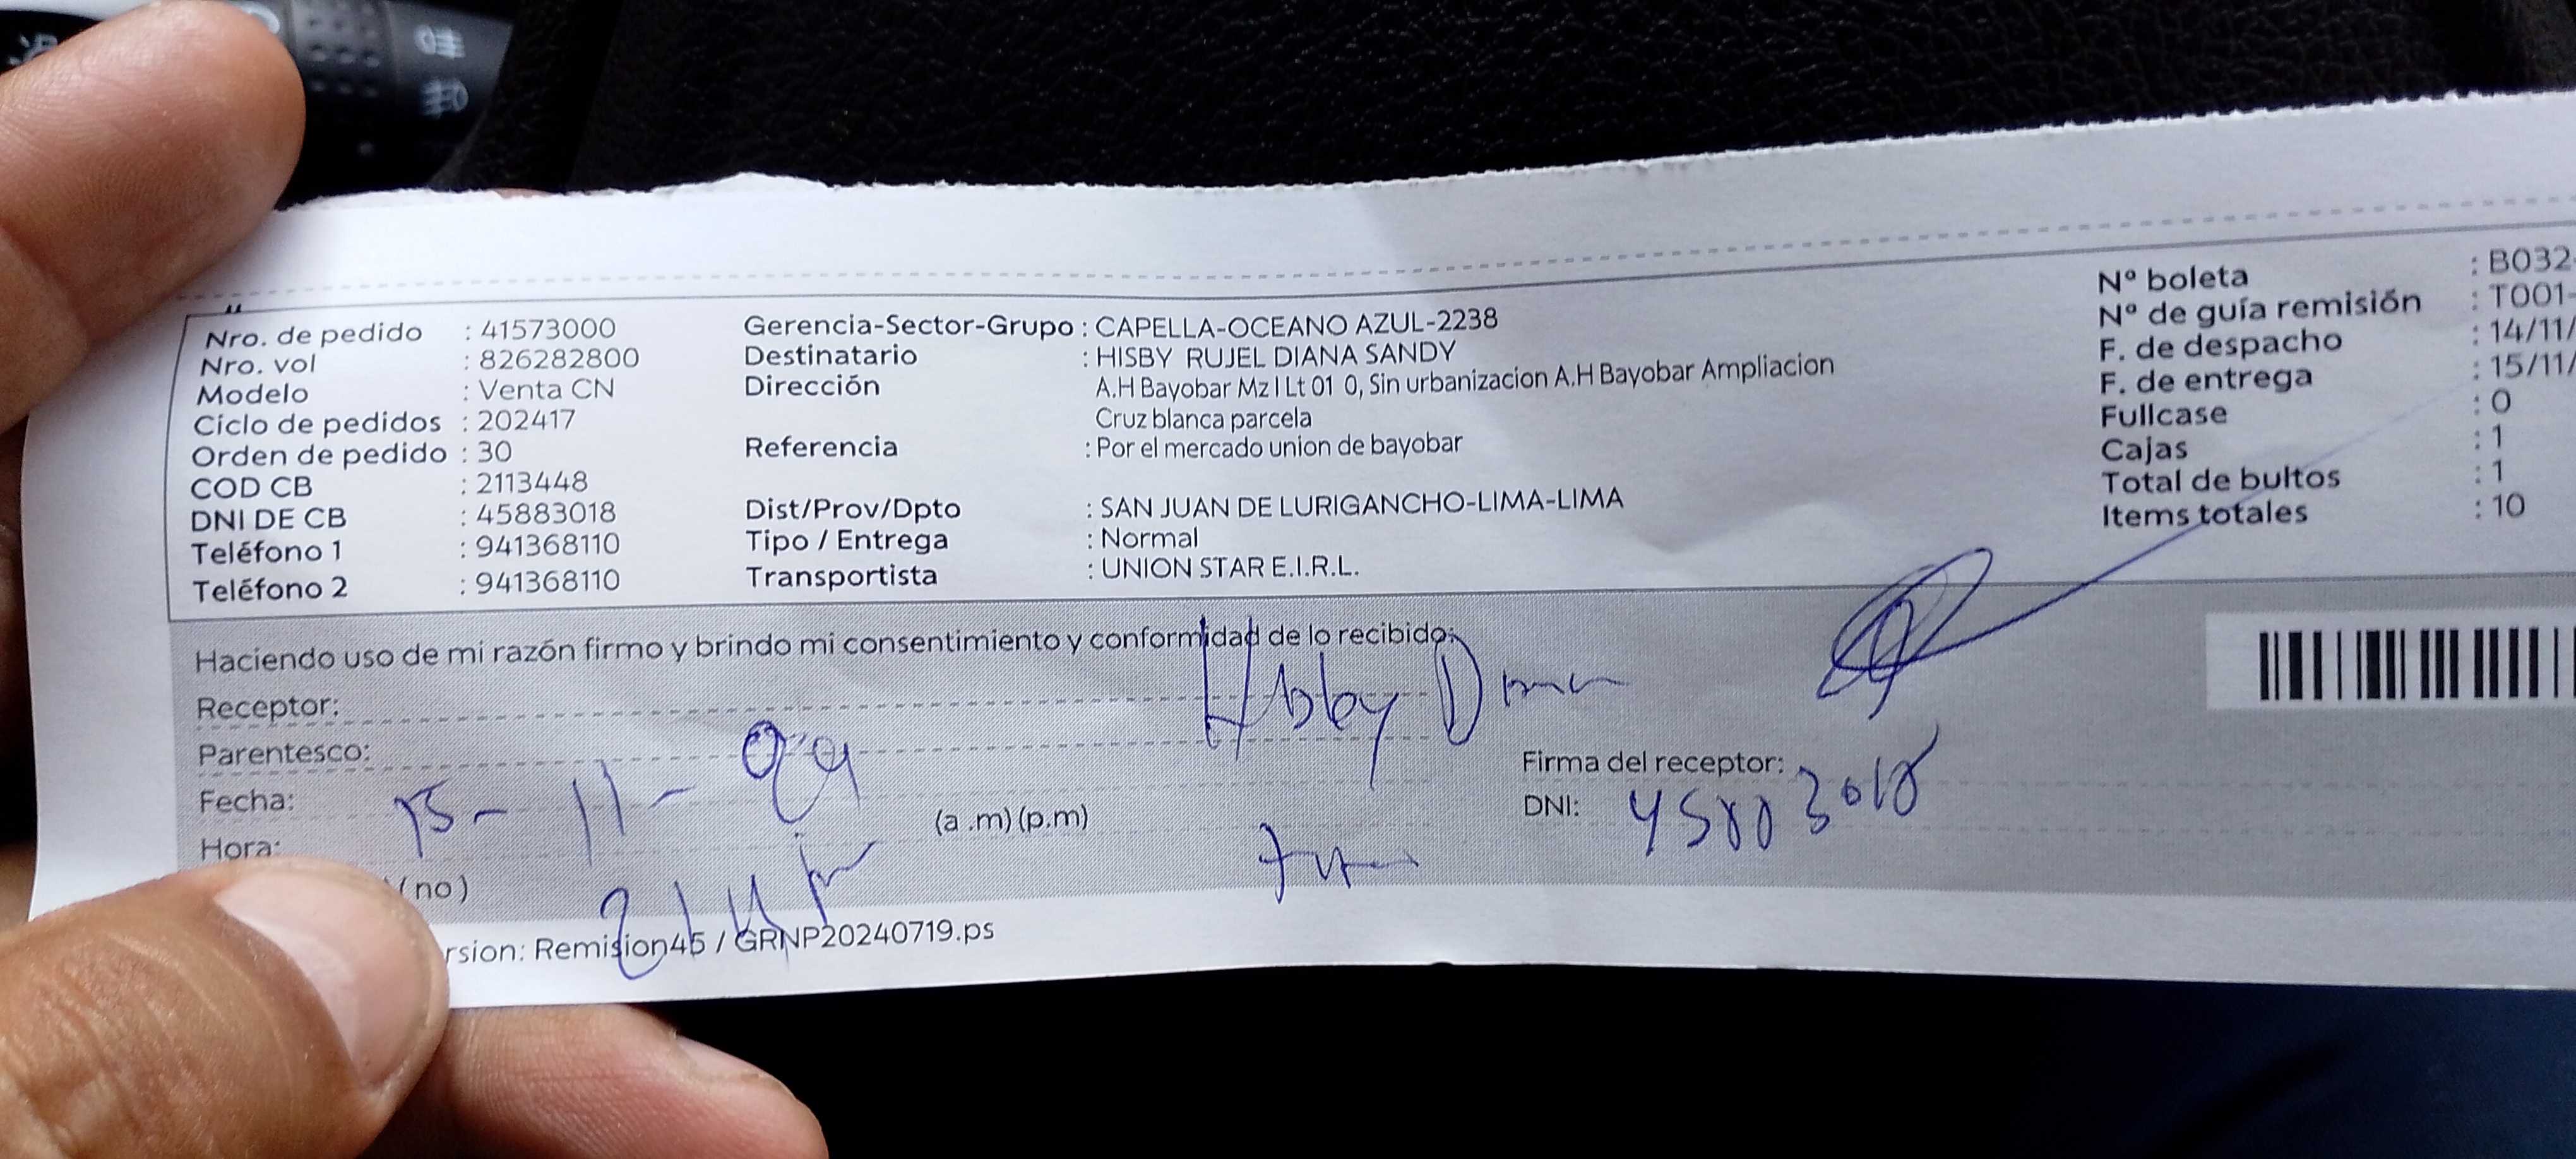 Nro. de pedido : 41573000
Nro. vol : 826282800
Modelo : Venta CN
Ciclo de pedidos : 202417
Orden de pedido : 30
COD CB : 2113448
DNI DE CB : 45883018
Teléfono 1 : 941368110
Teléfono 2 : 941368110
Gerencia-Sector-Grupo : CAPELLA-OCEANO AZUL-2238
Destinatario : HISBY RUJEL DIANA SANDY
Dirección A.H Bayobar Mz I Lt 01 0, Sin urbanizacion A.H Bayobar Ampliacion
Cruz blanca parcela
Referencia : Por el mercado union de bayobar
Dist/Prov/Dpto : SAN JUAN DE LURIGANCHO-LIMA-LIMA
Tipo / Entrega : Normal
Transportista : UNION STAR E.I.R.L.
Nº boleta : B032-
Nº de guía remisión : T001-
F. de despacho : 14/11/
F. de entrega : 15/11/
Fullcase : 0
Cajas : 1
Total de bultos : 1
Items totales : 10
Haciendo uso de mi razón firmo y brindo mi consentimiento y conformidad de lo recibido:
Receptor:
Parentesco:
Fecha: 15-11-
Hora: (a .m) (p.m)
(no)
Firma del receptor:
DNI: 45883018
rsion: Remision45 / GRNP20240719.ps